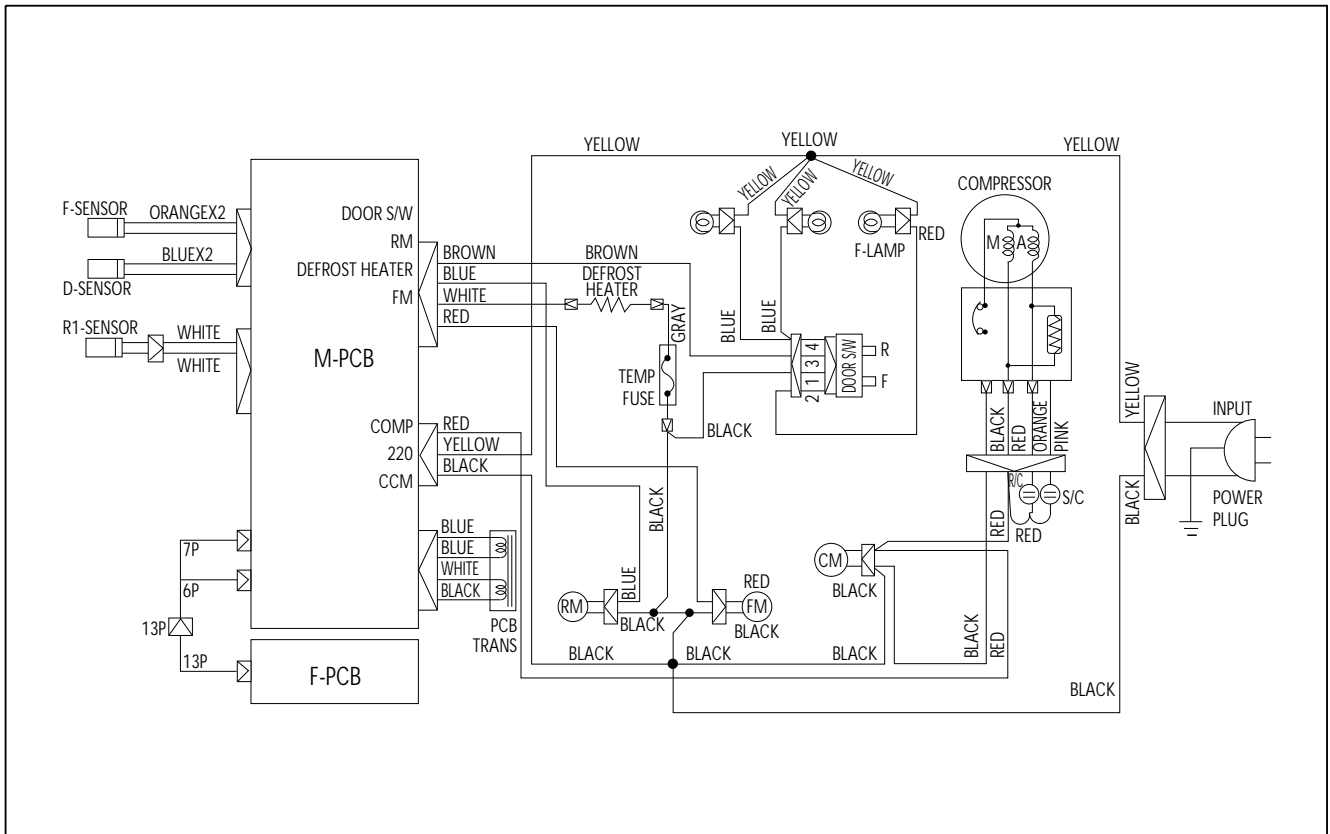 YELLOW
YELLOW
YELLOW
YELLOW
YELLOW
YELLOW
COMPRESSOR
M
A
F-SENSOR
ORANGEX2
BLUEX2
D-SENSOR
R1-SENSOR
WHITE
WHITE
M-PCB
DOOR S/W
RM
DEFROST HEATER
FM
BROWN
BLUE
WHITE
RED
BROWN
DEFROST
HEATER
GRAY
TEMP
FUSE
BLACK
F-LAMP
RED
BLUE
BLUE
4
3
1
2
DOOR S/W
R
F
BLACK
RED
ORANGE
PINK
R/C
S/C
RED
RED
YELLOW
BLACK
INPUT
POWER
PLUG
COMP
220
CCM
RED
YELLOW
BLACK
BLACK
BLUE
BLUE
BLUE
WHITE
BLACK
PCB
TRANS
7P
6P
13P
13P
F-PCB
RM
BLACK
RED
FM
BLACK
CM
BLACK
BLACK
RED
BLACK
BLACK
BLACK
BLACK